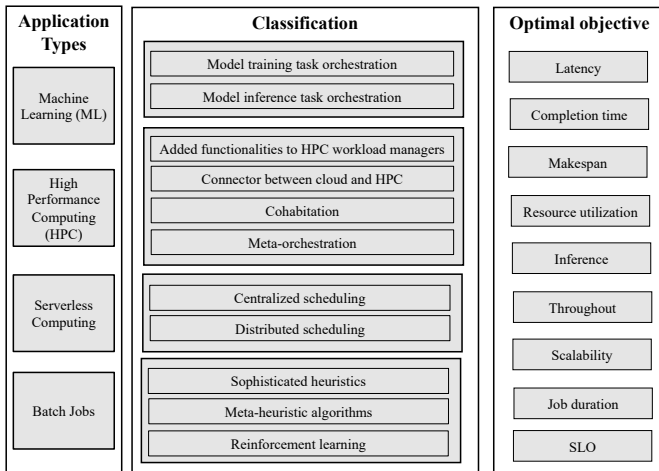 Application
Types
Machine
Learning (ML)
High
Performance
Computing
(HPC)
Serverless
Computing
Batch Jobs
Classification
Model training task orchestration
Model inference task orchestration
Added functionalities to HPC workload managers
Connector between cloud and HPC
Cohabitation
Meta-orchestration
Centralized scheduling
Distributed scheduling
Sophisticated heuristics
Meta-heuristic algorithms
Reinforcement learning
Optimal objective
Latency
Completion time
Makespan
Resource utilization
Inference
Throughout
Scalability
Job duration
SLO